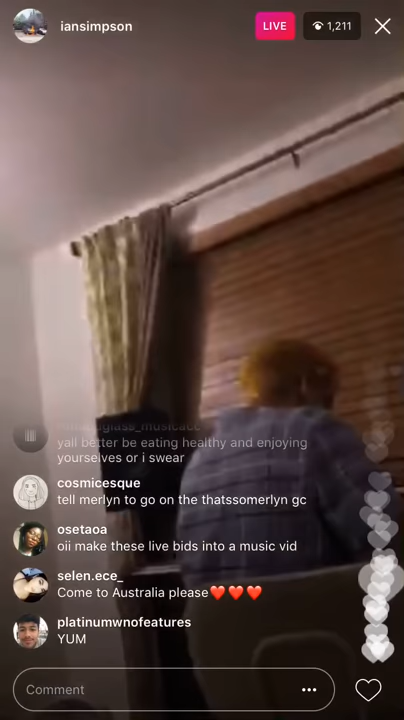 iansimpson
LIVE
1,211
yall better be eating healthy and enjoying
yourselves or i swear
cosmicesque
tell merlyn to go on the thatssomerlyn gc
osetaoa
oii make these live bids into a music vid
selen.ece_
Come to Australia please❤️❤️❤️
platinumwnofeatures
YUM
Comment